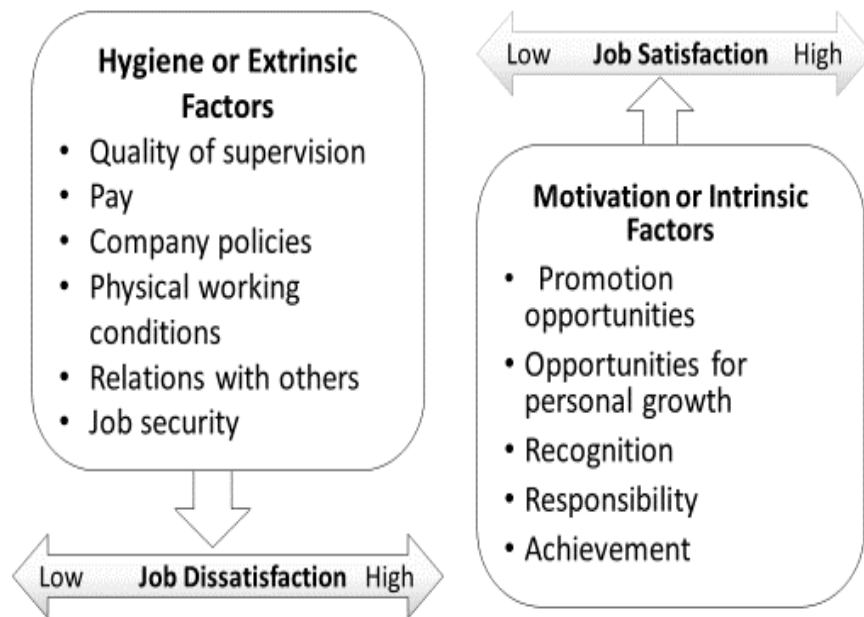 Hygiene or Extrinsic
Factors
• Quality of supervision
• Pay
• Company policies
• Physical working
conditions
• Relations with others
• Job security
Low Job Dissatisfaction High
Low Job Satisfaction High
Motivation or Intrinsic
Factors
• Promotion
opportunities
• Opportunities for
personal growth
• Recognition
• Responsibility
• Achievement